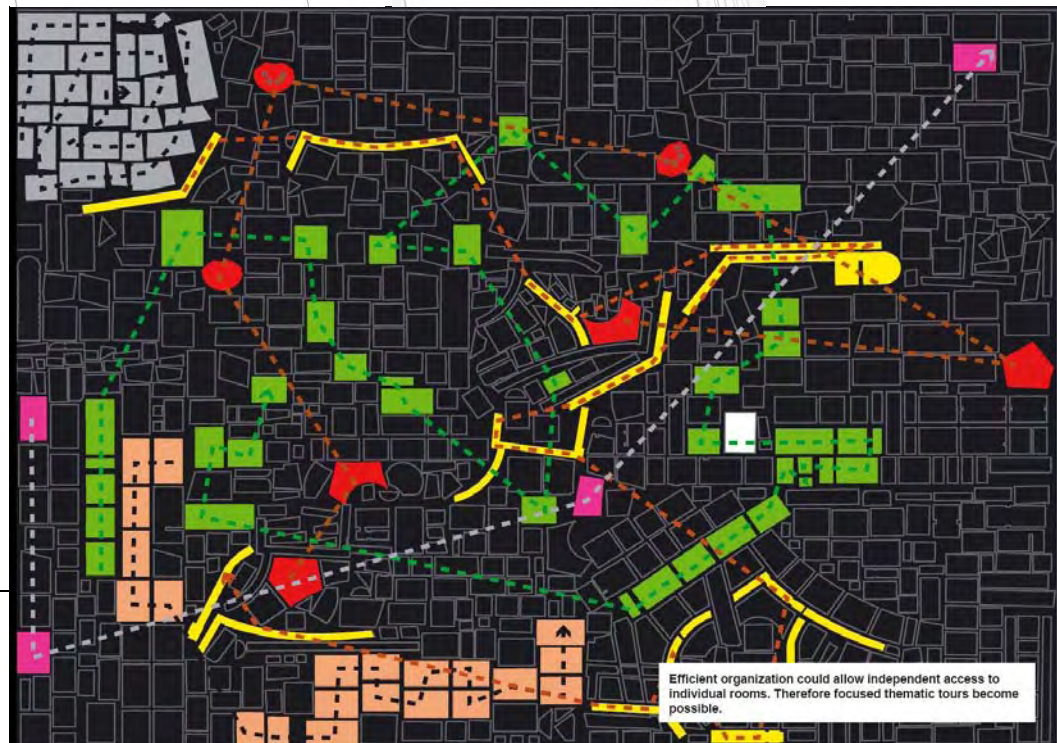 Efficient organization could allow independent access to
individual rooms. Therefore focused thematic tours become
possible.